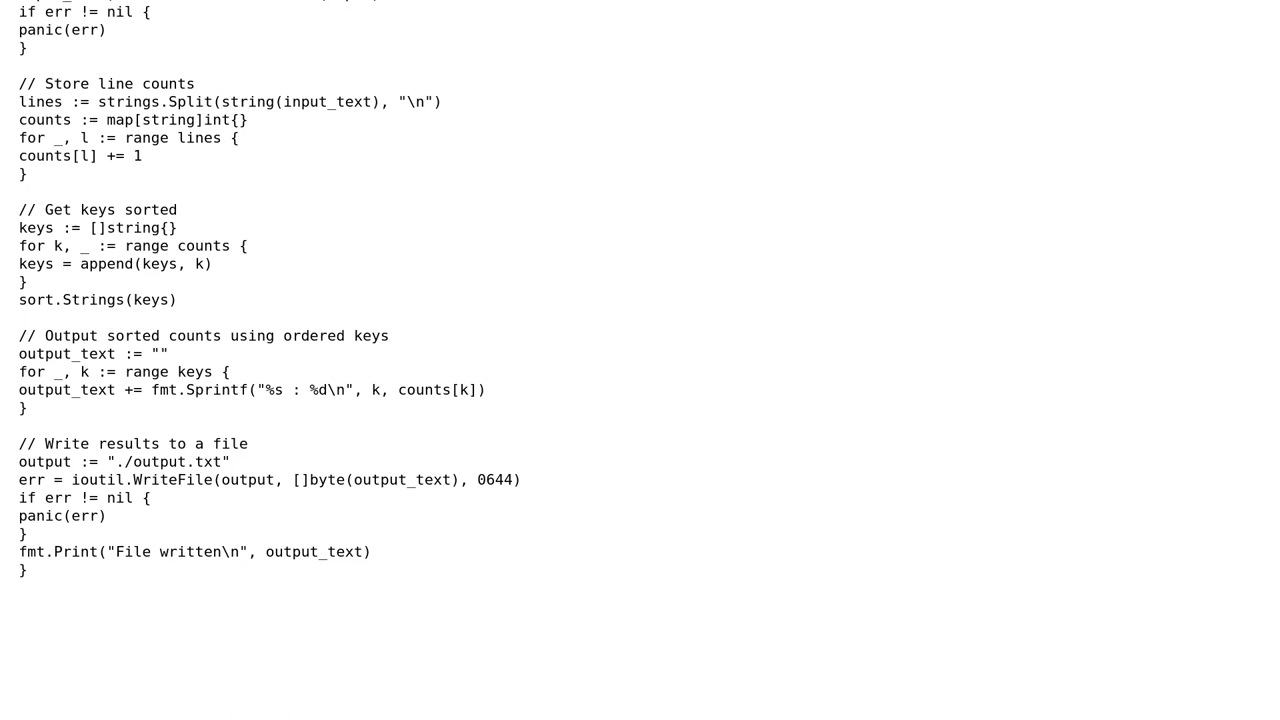 if err != nil {
panic(err)
}

// Store line counts
lines := strings.Split(string(input_text), "\n")
counts := map[string]int{}
for _, l := range lines {
counts[l] += 1
}

// Get keys sorted
keys := []string{}
for k, _ := range counts {
keys = append(keys, k)
}
sort.Strings(keys)

// Output sorted counts using ordered keys
output_text := ""
for _, k := range keys {
output_text += fmt.Sprintf("%s : %d\n", k, counts[k])
}

// Write results to a file
output := "./output.txt"
err = ioutil.WriteFile(output, []byte(output_text), 0644)
if err != nil {
panic(err)
}
fmt.Print("File written\n", output_text)
}